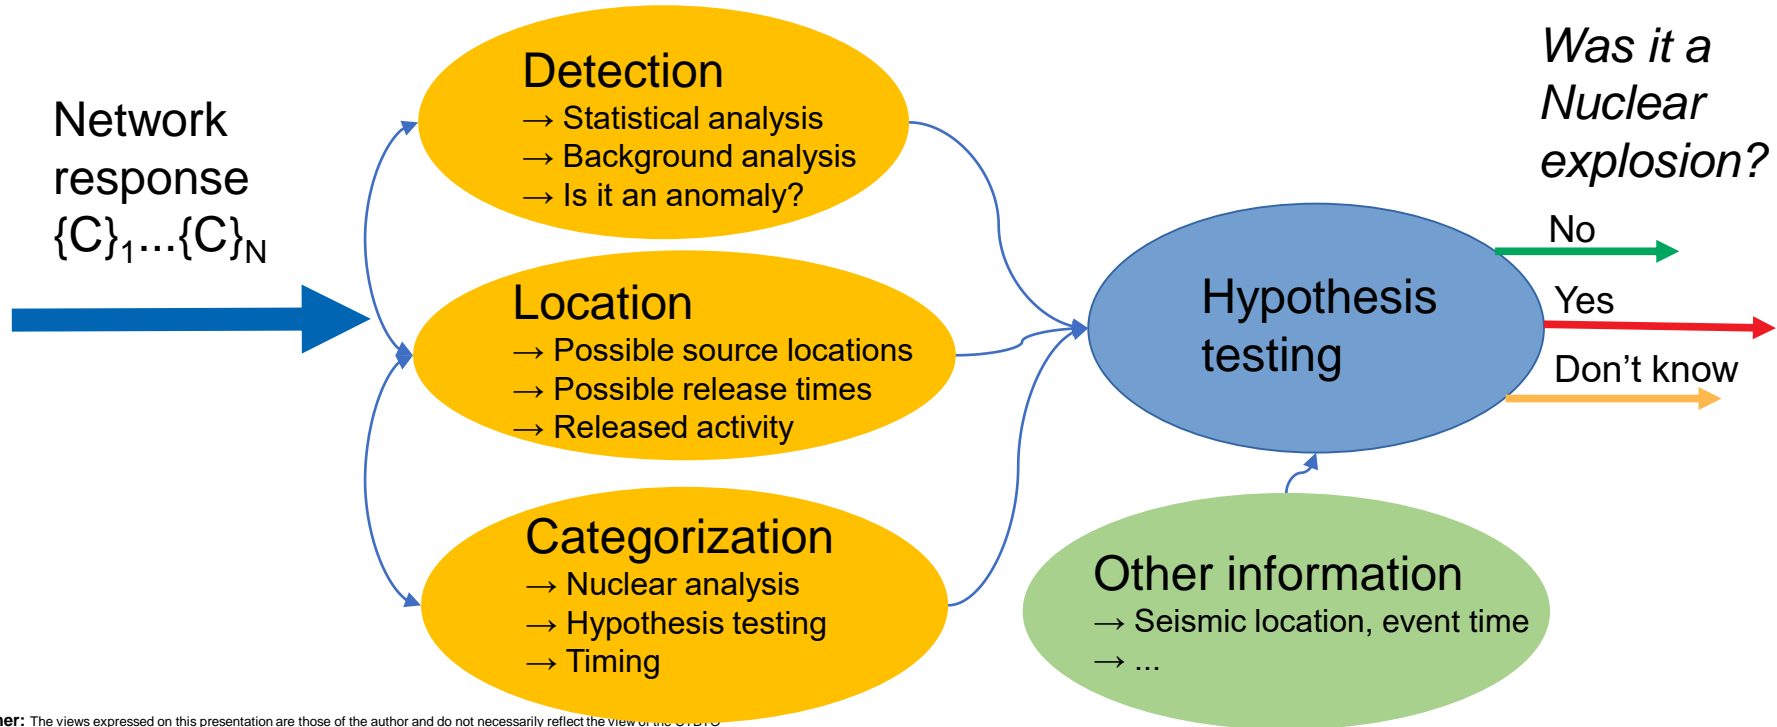 Network
response
{C}₁...{C}_N
Detection
→ Statistical analysis
→ Background analysis
→ Is it an anomaly?
Location
→ Possible source locations
→ Possible release times
→ Released activity
Categorization
→ Nuclear analysis
→ Hypothesis testing
→ Timing
Hypothesis
testing
Other information
→ Seismic location, event time
→ ...
Was it a
Nuclear
explosion?
No
Yes
Don't know
ner: The views expressed on this presentation are those of the author and do not necessarily reflect the view of the CTBTO